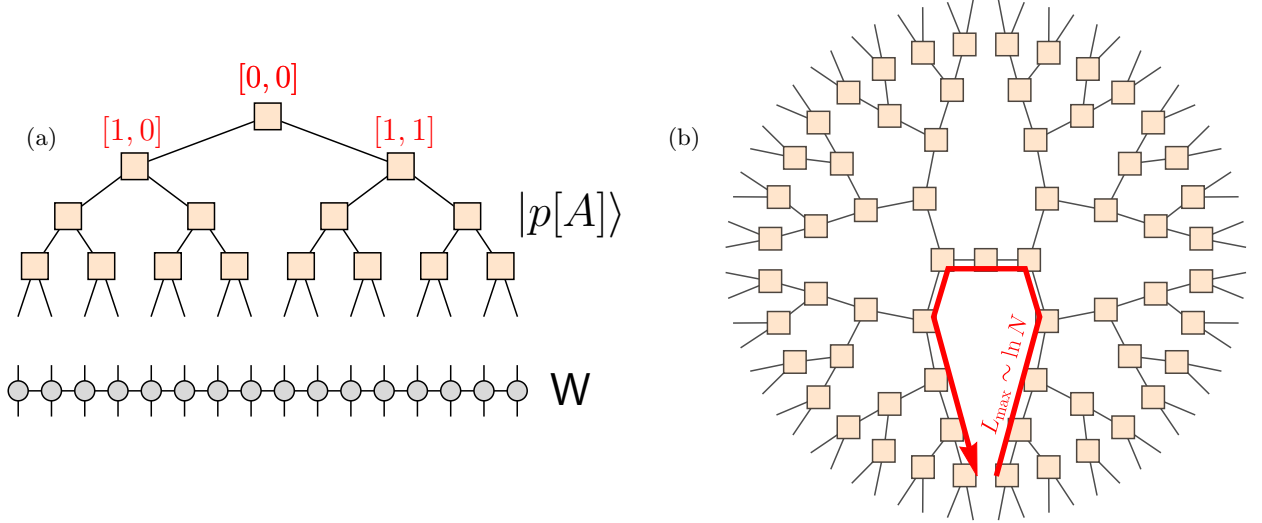 (a)
[0, 0]
[1, 0]
[1, 1]
|p[A]⟩
W
(b)
L_max ∼ ln N